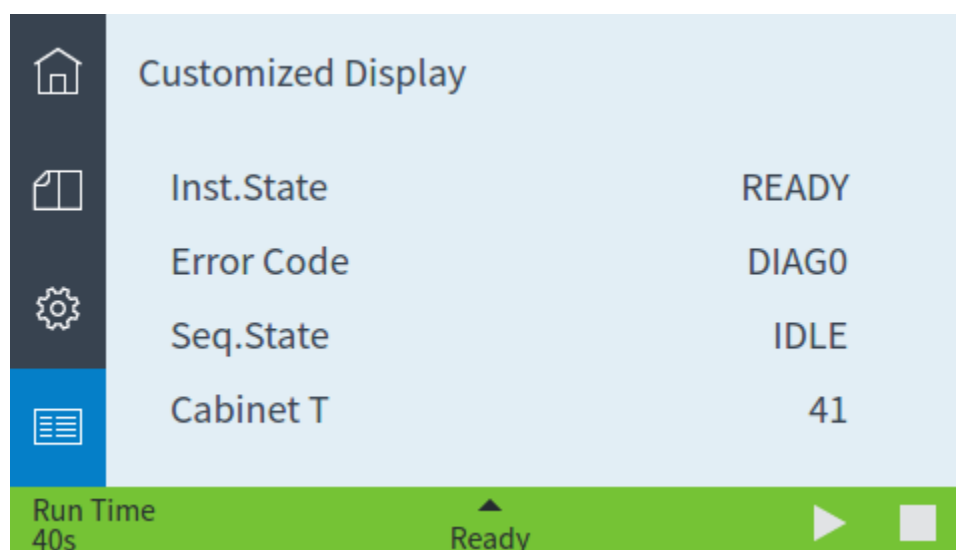 Customized Display
Inst.State READY
Error Code DIAG0
Seq.State IDLE
Cabinet T 41
Run Time
40s
Ready